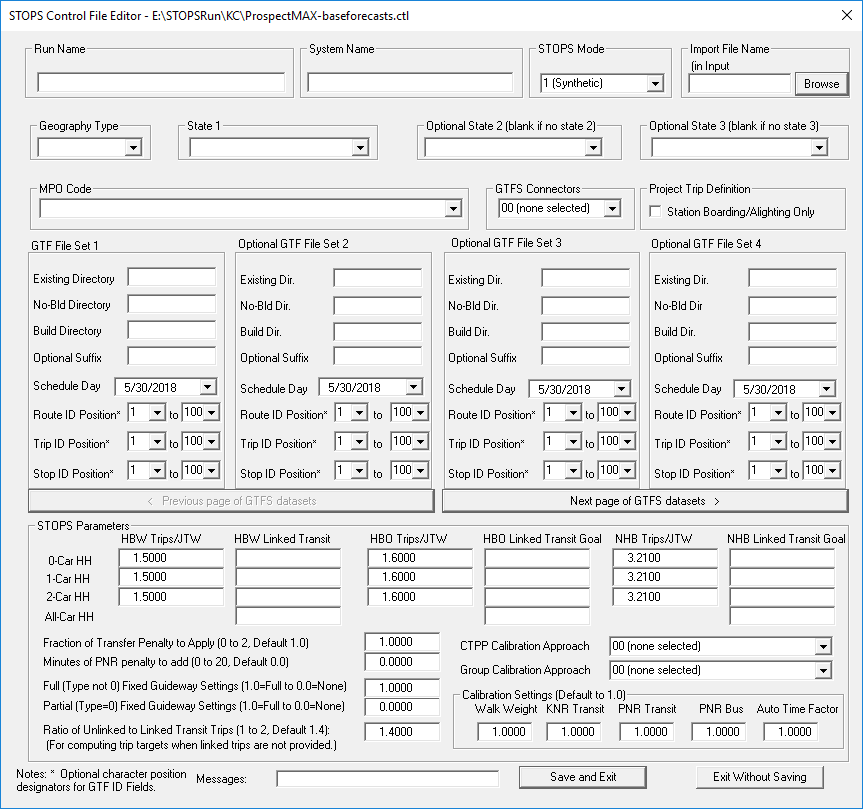 STOPS Control File Editor - E:\STOPSRun\KC\ProspectMAX-baseforecasts.ctl
Run Name
System Name
STOPS Mode
1 (Synthetic)
Import File Name
(in Input
Browse
Geography Type
State 1
Optional State 2 (blank if no state 2)
Optional State 3 (blank if no state 3)
MPO Code
GTFS Connectors
00 (none selected)
Project Trip Definition
Station Boarding/Alighting Only
GTF File Set 1
Existing Directory
No-Bld Directory
Build Directory
Optional Suffix
Schedule Day 5/30/2018
Route ID Position* 1 to 100
Trip ID Position* 1 to 100
Stop ID Position* 1 to 100
Optional GTF File Set 2
Existing Dir.
No-Bld Dir.
Build Dir.
Optional Suffix
Schedule Day 5/30/2018
Route ID Position* 1 to 100
Trip ID Position* 1 to 100
Stop ID Position* 1 to 100
Optional GTF File Set 3
Existing Dir.
No-Bld Dir.
Build Dir.
Optional Suffix
Schedule Day 5/30/2018
Route ID Position* 1 to 100
Trip ID Position* 1 to 100
Stop ID Position* 1 to 100
Optional GTF File Set 4
Existing Dir.
No-Bld Dir
Build Dir.
Optional Suffix
Schedule Day 5/30/2018
Route ID Position* 1 to 100
Trip ID Position* 1 to 100
Stop ID Position* 1 to 100
< Previous page of GTFS datasets
Next page of GTFS datasets >
STOPS Parameters
HBW Trips/JTW HBW Linked Transit HBO Trips/JTW HBO Linked Transit Goal NHB Trips/JTW NHB Linked Transit Goal
0-Car HH 1.5000 1.6000 3.2100
1-Car HH 1.5000 1.6000 3.2100
2-Car HH 1.5000 1.6000 3.2100
All-Car HH
Fraction of Transfer Penalty to Apply (0 to 2, Default 1.0) 1.0000
Minutes of PNR penalty to add (0 to 20, Default 0.0) 0.0000
Full (Type not 0) Fixed Guideway Settings (1.0=Full to 0.0=None) 1.0000
Partial (Type=0) Fixed Guideway Settings (1.0=Full to 0.0=None) 0.0000
Ratio of Unlinked to Linked Transit Trips (1 to 2, Default 1.4): 1.4000
(For computing trip targets when linked trips are not provided.)
CTPP Calibration Approach 00 (none selected)
Group Calibration Approach 00 (none selected)
Calibration Settings (Default to 1.0)
Walk Weight KNR Transit PNR Transit PNR Bus Auto Time Factor
1.0000 1.0000 1.0000 1.0000 1.0000
Notes: * Optional character position
designators for GTF ID Fields.
Messages:
Save and Exit
Exit Without Saving